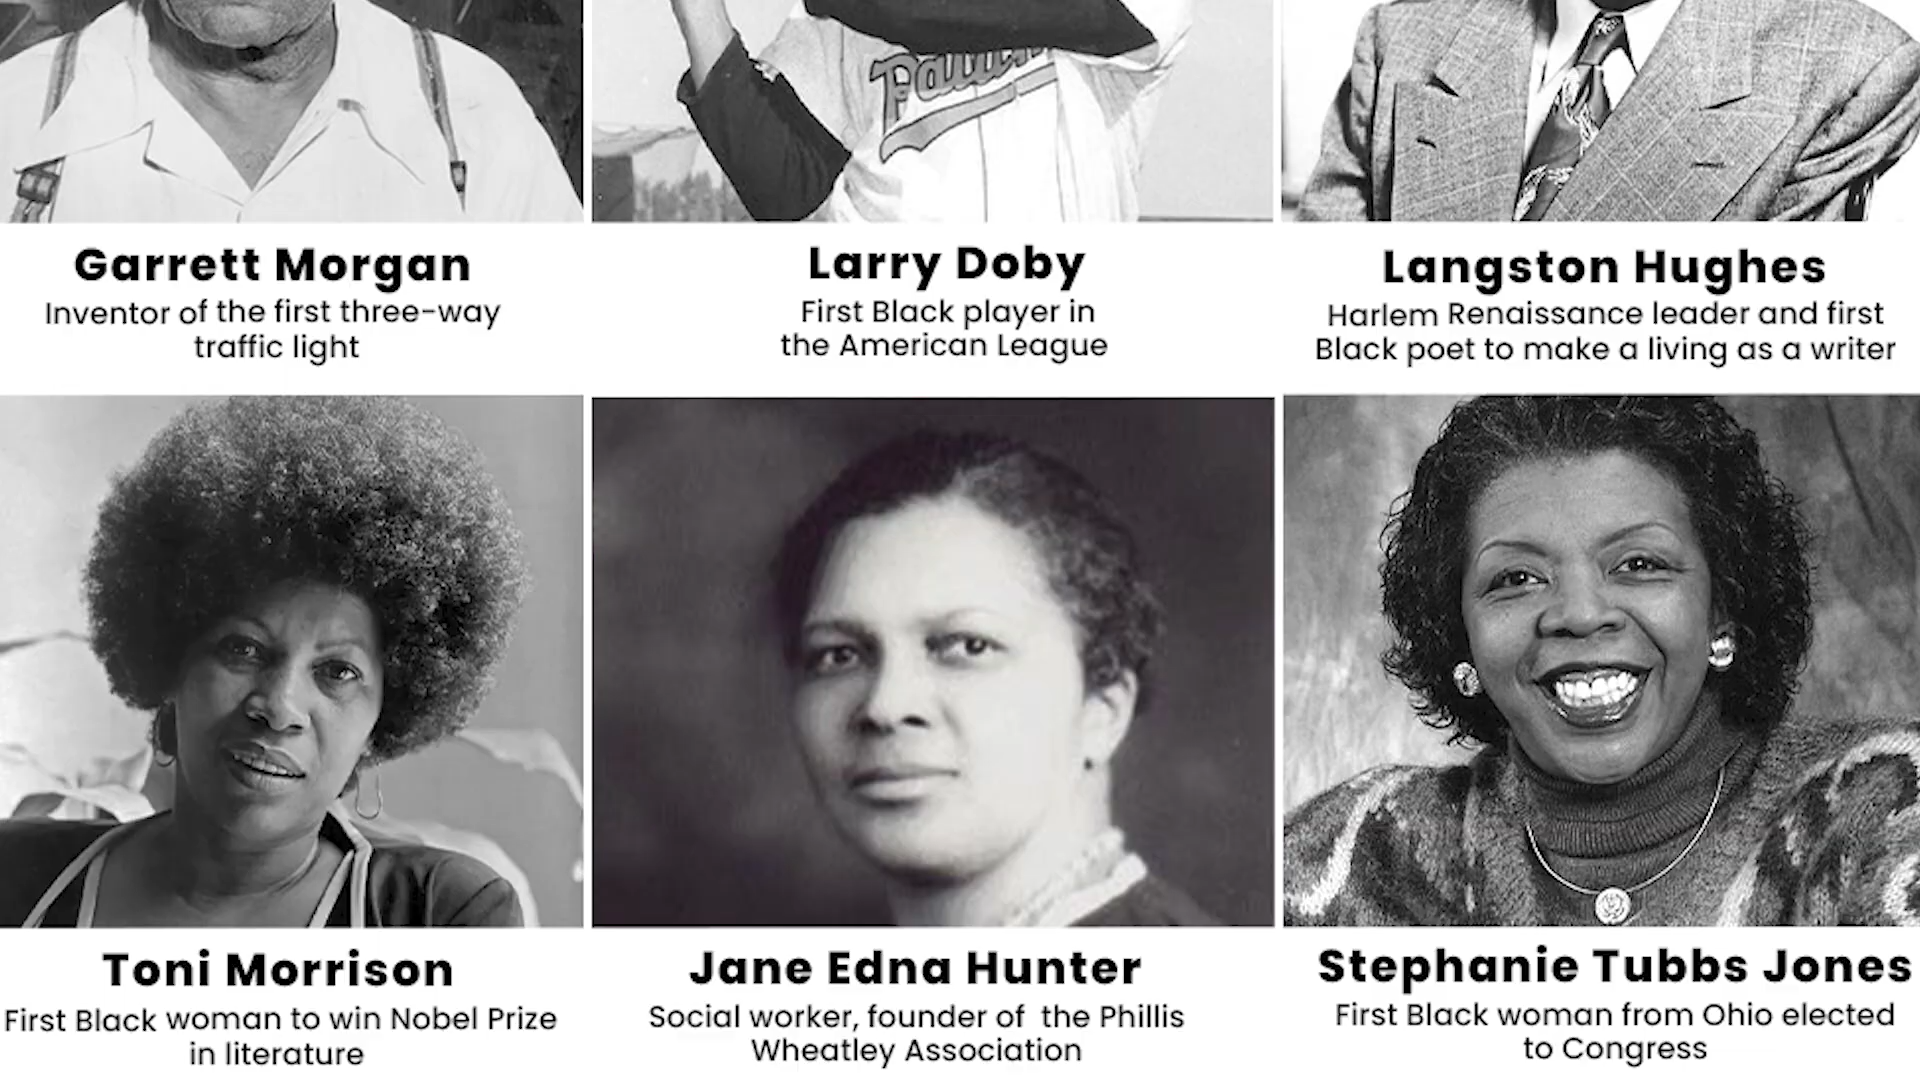 Garrett Morgan
Inventor of the first three-way
traffic light
Larry Doby
First Black player in
the American League
Langston Hughes
Harlem Renaissance leader and first
Black poet to make a living as a writer
Toni Morrison
First Black woman to win Nobel Prize
in literature
Jane Edna Hunter
Social worker, founder of  the Phillis
Wheatley Association
Stephanie Tubbs Jones
First Black woman from Ohio elected
to Congress